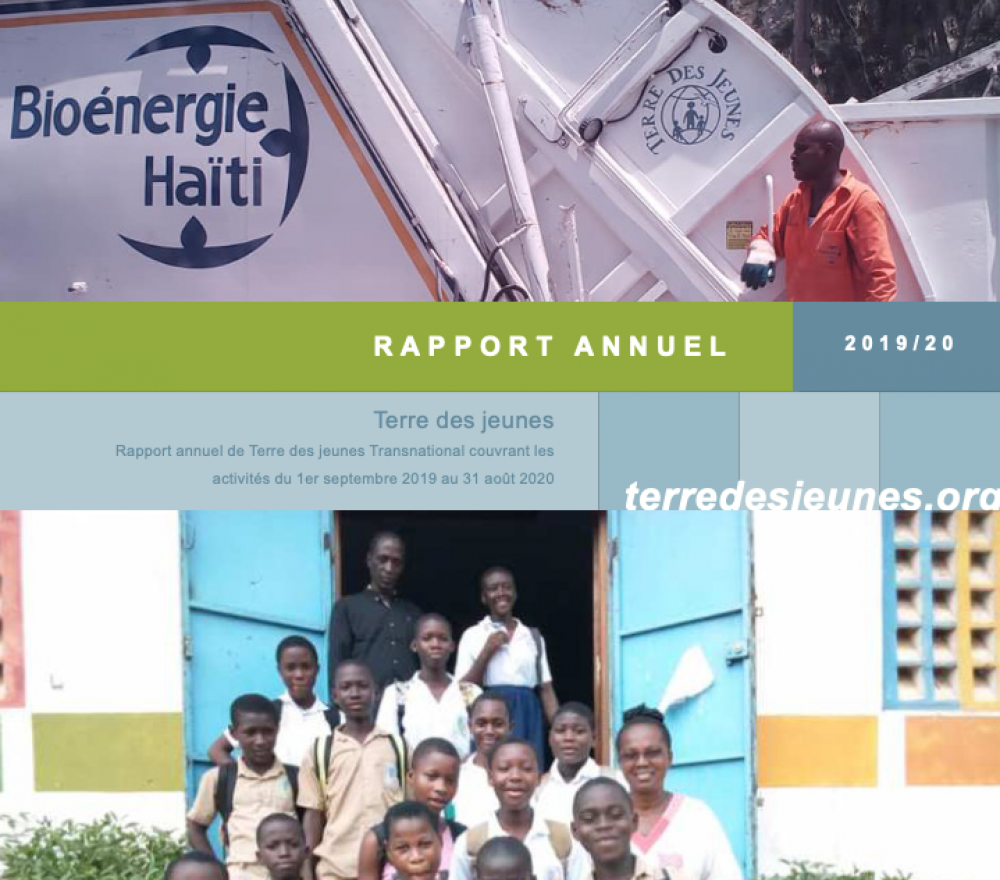 Bioénergie
Haïti
TERRE DES JEUNES
RAPPORT ANNUEL
2019/20
Terre des jeunes
Rapport annuel de Terre des jeunes Transnational couvrant les
activités du 1er septembre 2019 au 31 août 2020
terredesjeunes.org